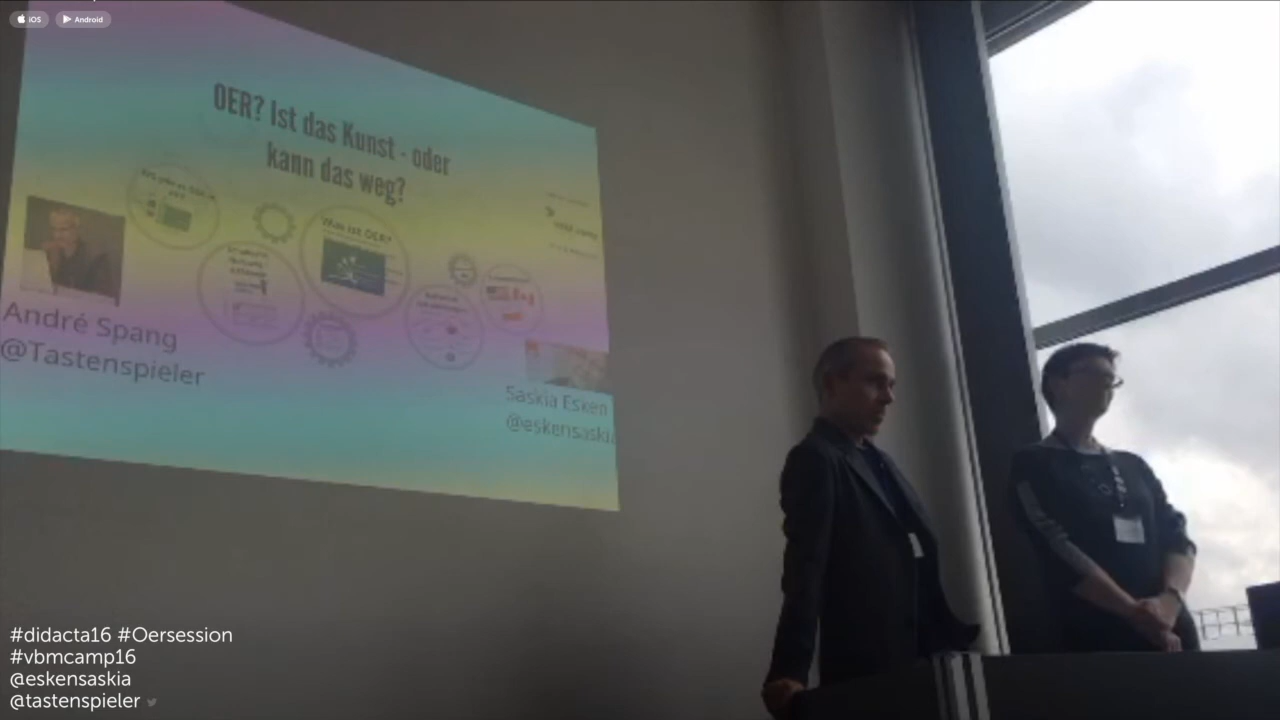 iOS
Android
OER? Ist das Kunst - oder
kann das weg?
Was ist OER?
André Spang
@Tastenspieler
Saskia Esken
@eskensaskia
#didacta16 #Oersession
#vbmcamp16
@eskensaskia
@tastenspieler